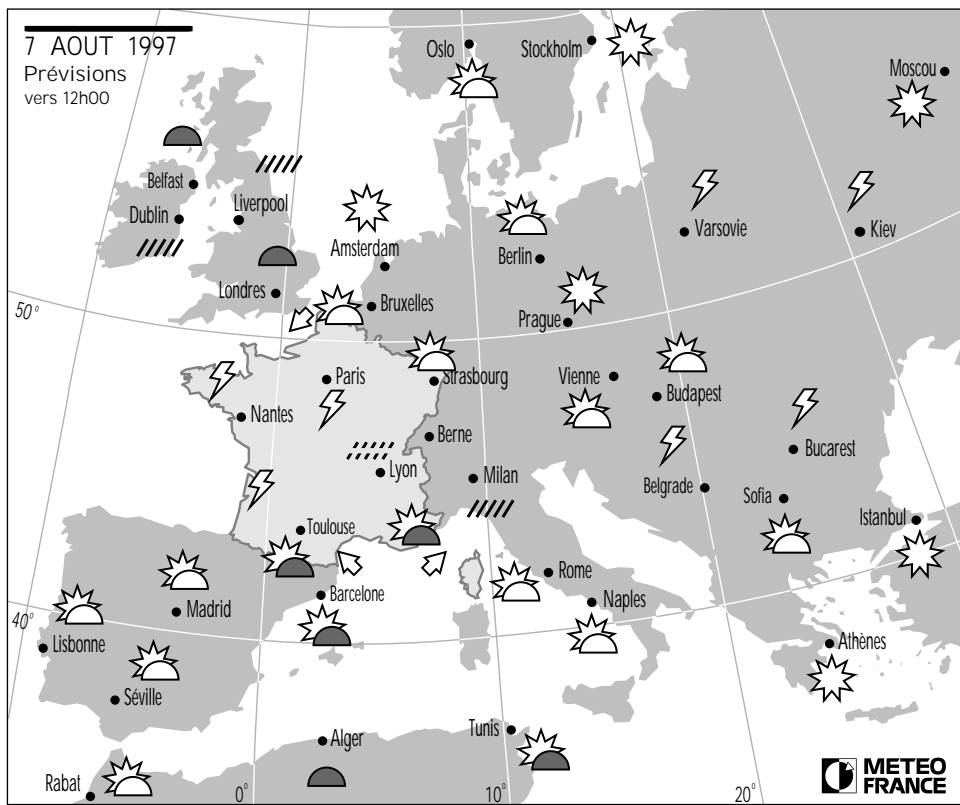 7 AOUT 1997
Prévisions
vers 12h00
Oslo
Stockholm
Moscou
Belfast
Dublin
Liverpool
Amsterdam
Londres
Bruxelles
Berlin
Varsovie
Kiev
50°
Prague
Paris
Strasbourg
Vienne
Budapest
Nantes
Berne
Lyon
Milan
Bucarest
Belgrade
Sofia
Istanbul
Toulouse
Barcelone
Rome
Naples
Madrid
40°
Lisbonne
Athènes
Séville
Alger
Tunis
Rabat
0°
10°
20°
METEO
FRANCE